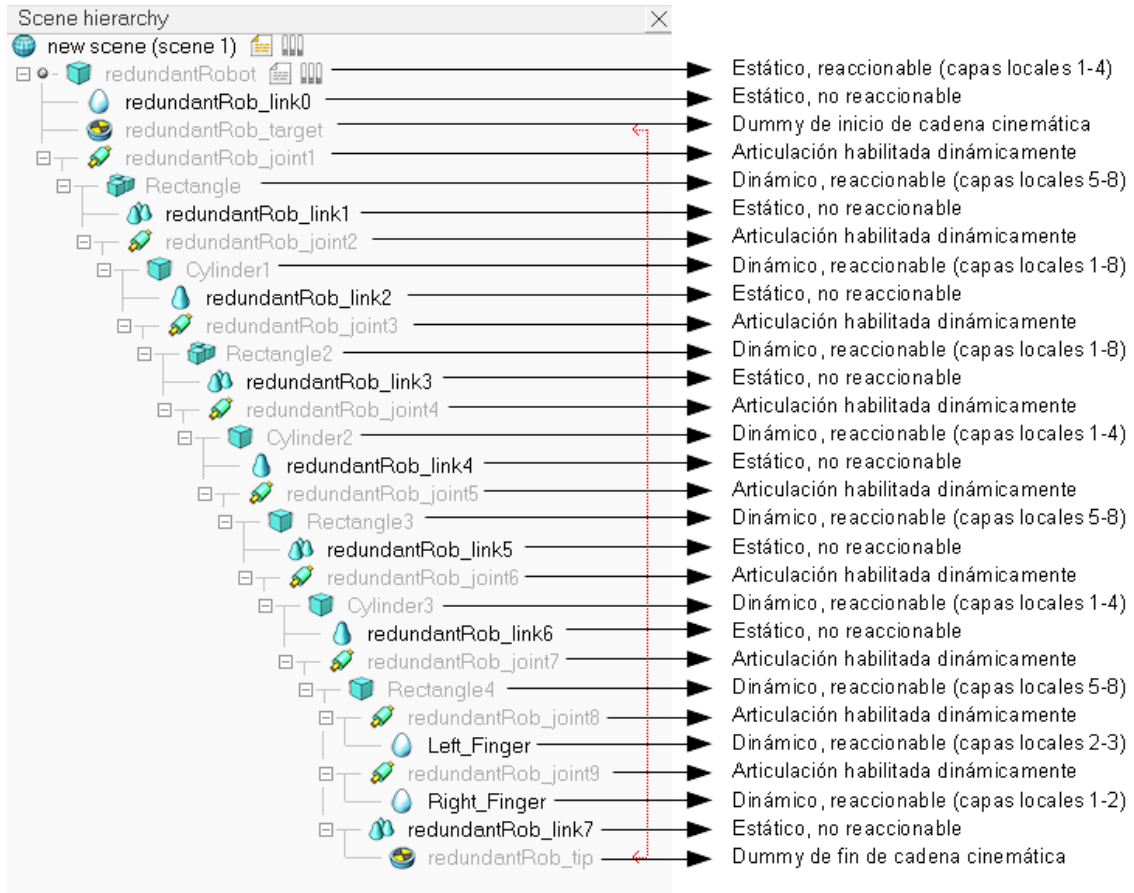 Scene hierarchy
new scene (scene 1)
redundantRobot Estático, reaccionable (capas locales 1-4)
redundantRob_link0 Estático, no reaccionable
redundantRob_target Dummy de inicio de cadena cinemática
redundantRob_joint1 Articulación habilitada dinámicamente
Rectangle Dinámico, reaccionable (capas locales 5-8)
redundantRob_link1 Estático, no reaccionable
redundantRob_joint2 Articulación habilitada dinámicamente
Cylinder1 Dinámico, reaccionable (capas locales 1-8)
redundantRob_link2 Estático, no reaccionable
redundantRob_joint3 Articulación habilitada dinámicamente
Rectangle2 Dinámico, reaccionable (capas locales 1-8)
redundantRob_link3 Estático, no reaccionable
redundantRob_joint4 Articulación habilitada dinámicamente
Cylinder2 Dinámico, reaccionable (capas locales 1-4)
redundantRob_link4 Estático, no reaccionable
redundantRob_joint5 Articulación habilitada dinámicamente
Rectangle3 Dinámico, reaccionable (capas locales 5-8)
redundantRob_link5 Estático, no reaccionable
redundantRob_joint6 Articulación habilitada dinámicamente
Cylinder3 Dinámico, reaccionable (capas locales 1-4)
redundantRob_link6 Estático, no reaccionable
redundantRob_joint7 Articulación habilitada dinámicamente
Rectangle4 Dinámico, reaccionable (capas locales 5-8)
redundantRob_joint8 Articulación habilitada dinámicamente
Left_Finger Dinámico, reaccionable (capas locales 2-3)
redundantRob_joint9 Articulación habilitada dinámicamente
Right_Finger Dinámico, reaccionable (capas locales 1-2)
redundantRob_link7 Estático, no reaccionable
redundantRob_tip Dummy de fin de cadena cinemática